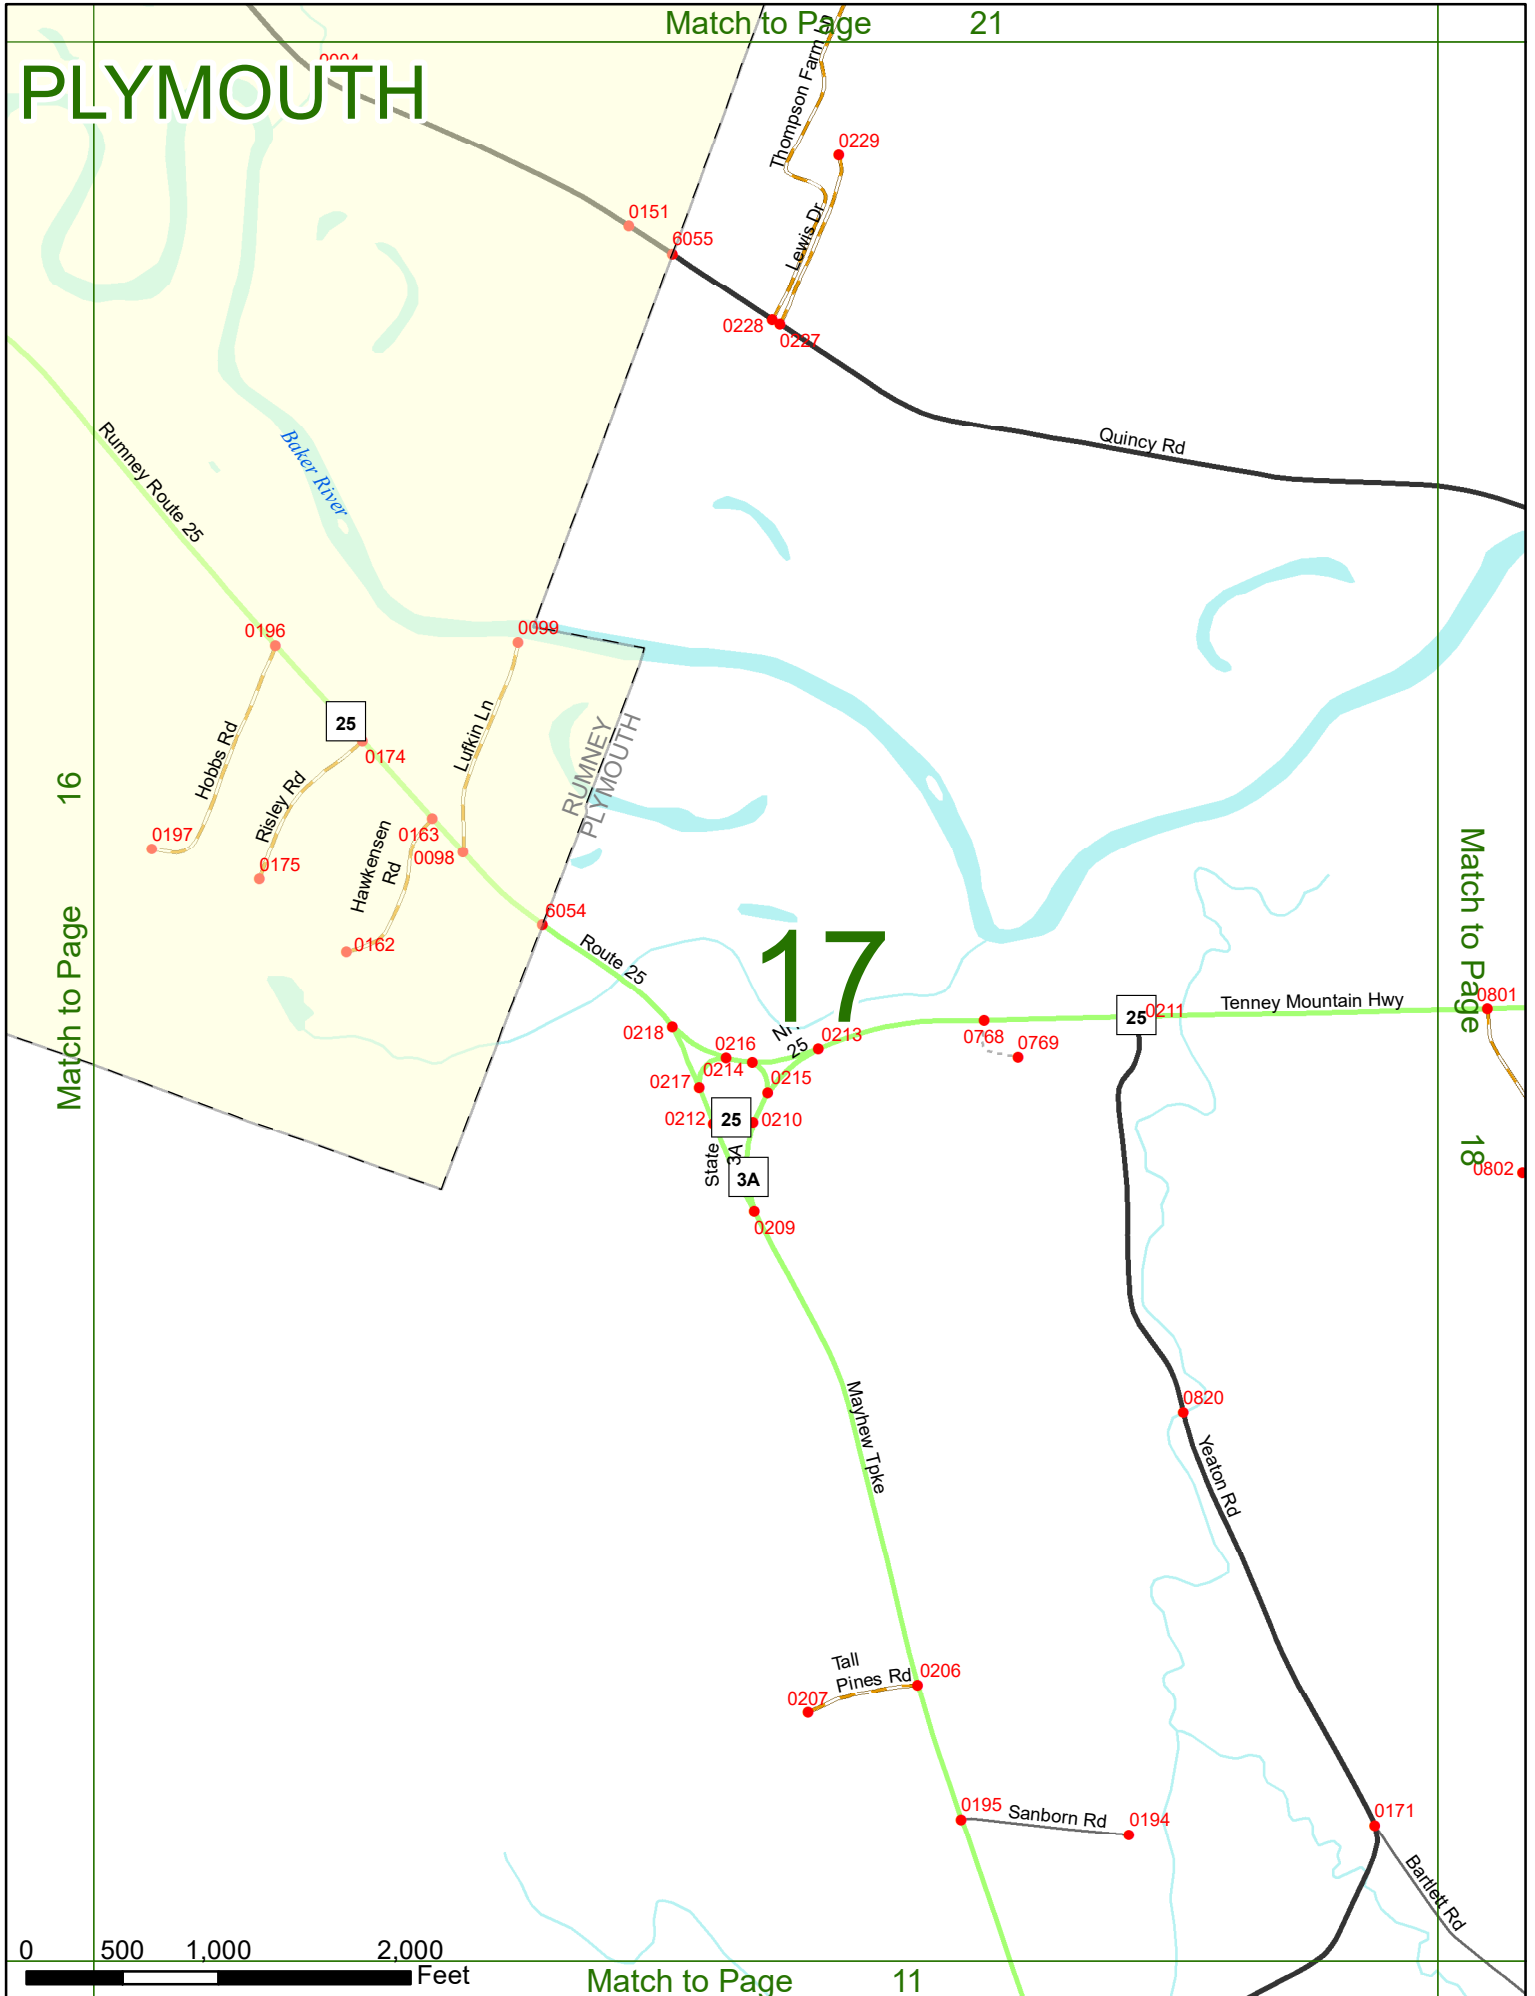 Match to Page 21
PLYMOUTH
Thompson Farm Ln
0229
0151
6055
Lewis Dr
0228
0227
Quincy Rd
Rumney Route 25
Baker River
0196
0099
25
0174
Hobbs Rd
Lufkin Ln
RUMNEY
PLYMOUTH
Risley Rd
0197
0163
0098
0175
Hawkensen
Rd
0162
Match to Page 16
6054
Route 25
17
Match to Page 18
0801
Tenney Mountain Hwy
25
0211
0218
25
0213
0768
0769
0216
0214
0217
0215
0212
25
0210
State
3A
3A
0802
0209
Mayhew Tpke
0820
Yeaton Rd
Tall
Pines Rd
0206
0207
0195
Sanborn Rd
0194
0171
Bartlett Rd
0 500 1,000 2,000
Feet
Match to Page 11